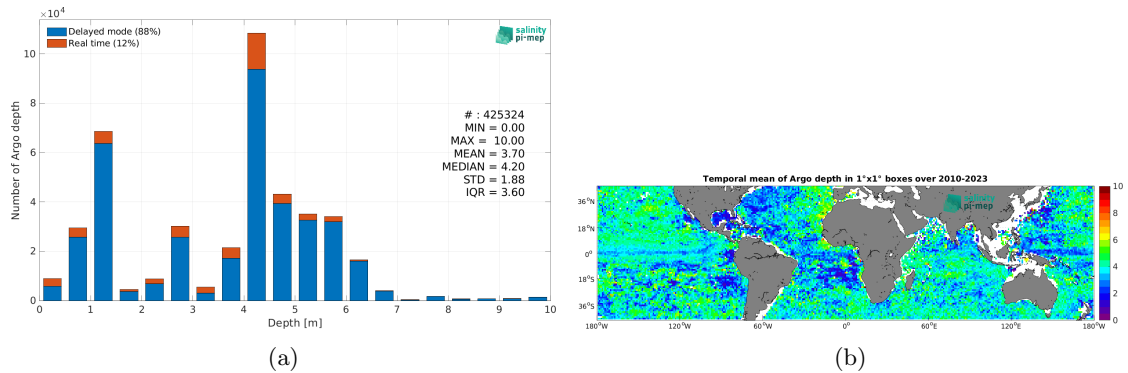 ×10⁴
Delayed mode (88%)
Real time (12%)
salinity
pi-mep
10
8
6
4
2
0
Number of Argo depth
# : 425324
MIN = 0.00
MAX = 10.00
MEAN = 3.70
MEDIAN = 4.20
STD = 1.88
IQR = 3.60
0 1 2 3 4 5 6 7 8 9 10
Depth [m]
(a)
Temporal mean of Argo depth in 1°x1° boxes over 2010-2023
salinity
pi-mep
36°N
18°N
0°
18°S
36°S
180°W 120°W 60°W 0° 60°E 120°E 180°W
10
8
6
4
2
0
(b)